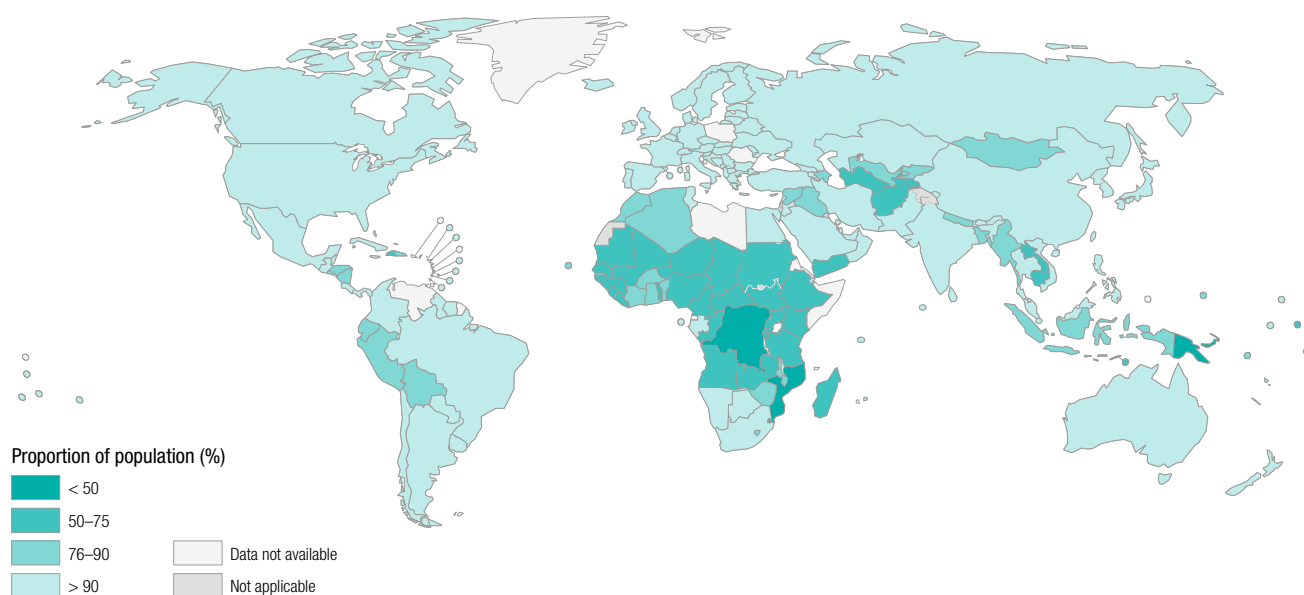 Proportion of population (%)
< 50
50–75
76–90
Data not available
> 90
Not applicable